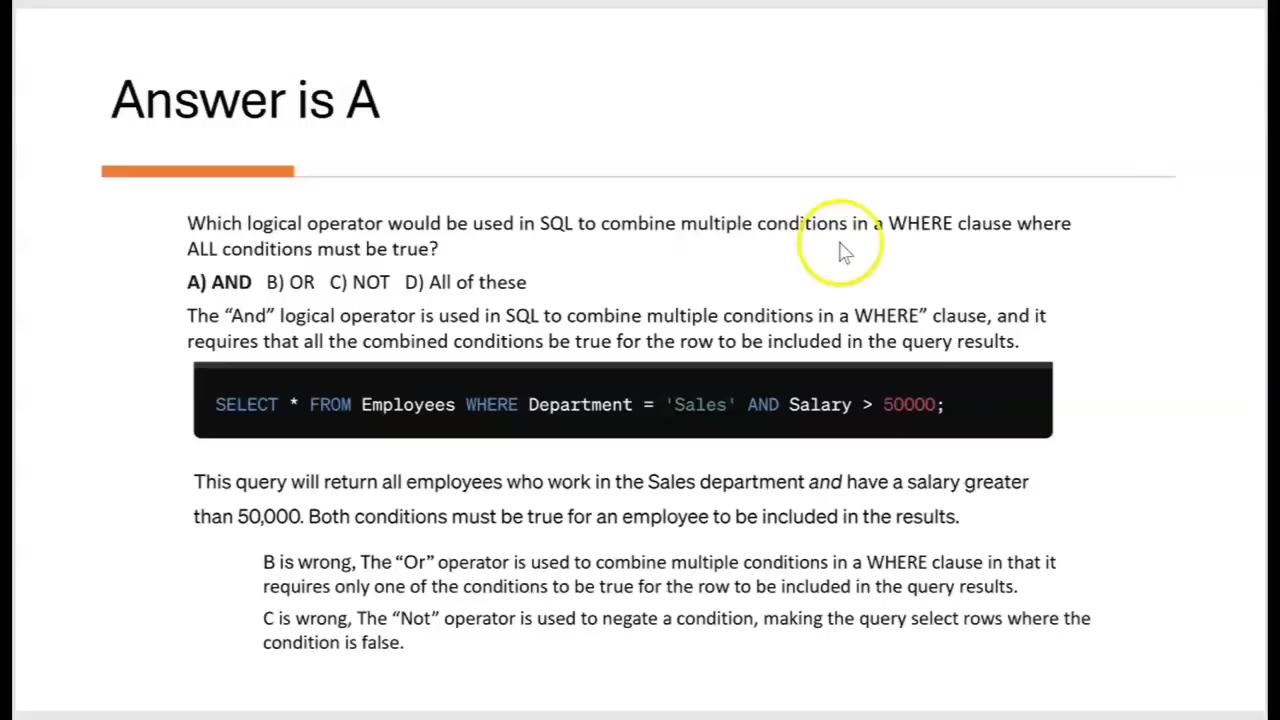 Answer is A
Which logical operator would be used in SQL to combine multiple conditions in a WHERE clause where
ALL conditions must be true?
A) AND B) OR C) NOT D) All of these
The “And” logical operator is used in SQL to combine multiple conditions in a WHERE” clause, and it
requires that all the combined conditions be true for the row to be included in the query results.
SELECT * FROM Employees WHERE Department = 'Sales' AND Salary > 50000;
This query will return all employees who work in the Sales department and have a salary greater
than 50,000. Both conditions must be true for an employee to be included in the results.
B is wrong, The “Or” operator is used to combine multiple conditions in a WHERE clause in that it
requires only one of the conditions to be true for the row to be included in the query results.
C is wrong, The “Not” operator is used to negate a condition, making the query select rows where the
condition is false.